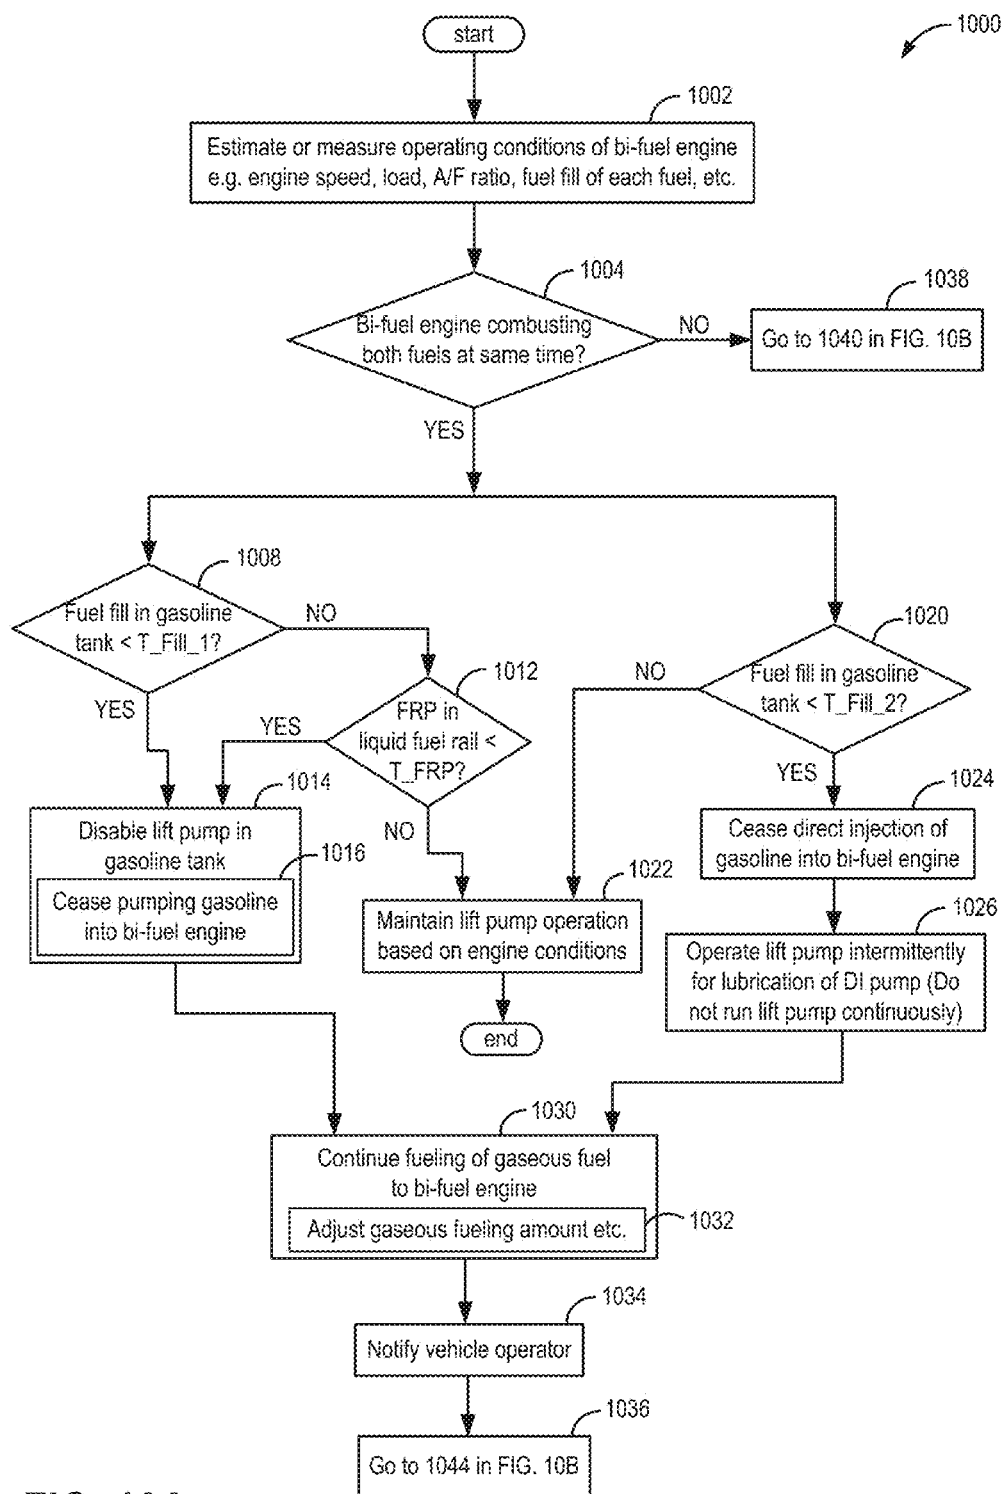 start
1000
1002
Estimate or measure operating conditions of bi-fuel engine
e.g. engine speed, load, A/F ratio, fuel fill of each fuel, etc.
1004
Bi-fuel engine combusting
both fuels at same time?
NO
1038
Go to 1040 in FIG. 10B
YES
1008
Fuel fill in gasoline
tank < T_Fill_1?
NO
YES
1012
FRP in
liquid fuel rail <
T_FRP?
YES
NO
1020
Fuel fill in gasoline
tank < T_Fill_2?
NO
YES
1014
Disable lift pump in
gasoline tank
1016
Cease pumping gasoline
into bi-fuel engine
1022
Maintain lift pump operation
based on engine conditions
end
1024
Cease direct injection of
gasoline into bi-fuel engine
1026
Operate lift pump intermittently
for lubrication of DI pump (Do
not run lift pump continuously)
1030
Continue fueling of gaseous fuel
to bi-fuel engine
1032
Adjust gaseous fueling amount etc.
1034
Notify vehicle operator
1036
Go to 1044 in FIG. 10B